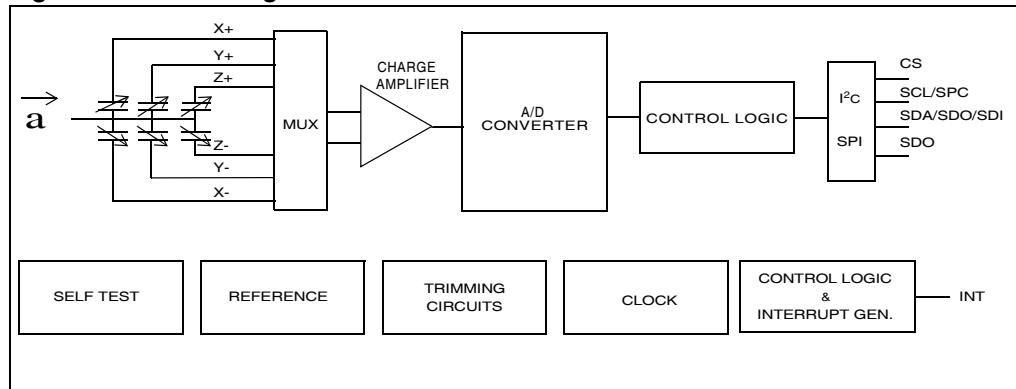 X+
Y+
Z+
a
Z-
Y-
X-
MUX
CHARGE
AMPLIFIER
A/D
CONVERTER
CONTROL LOGIC
I²C
SPI
CS
SCL/SPC
SDA/SDO/SDI
SDO
SELF TEST
REFERENCE
TRIMMING
CIRCUITS
CLOCK
CONTROL LOGIC
&
INTERRUPT GEN.
INT